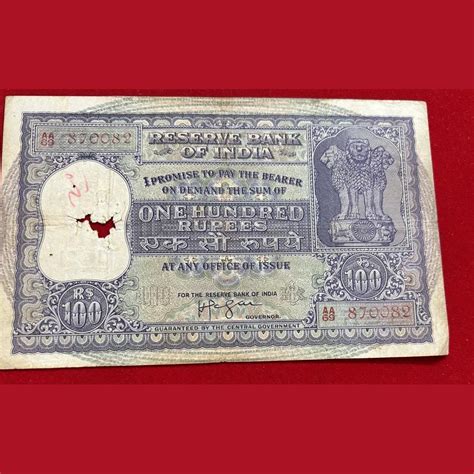 AA 63 870082
RESERVE BANK
OF INDIA
I PROMISE TO PAY THE BEARER
ON DEMAND THE SUM OF
ONE HUNDRED
RUPEES
एक सौ रुपये
AT ANY OFFICE OF ISSUE
RS 100
100
FOR THE RESERVE BANK OF INDIA
GOVERNOR
AA 63 870082
GUARANTEED BY THE CENTRAL GOVERNMENT